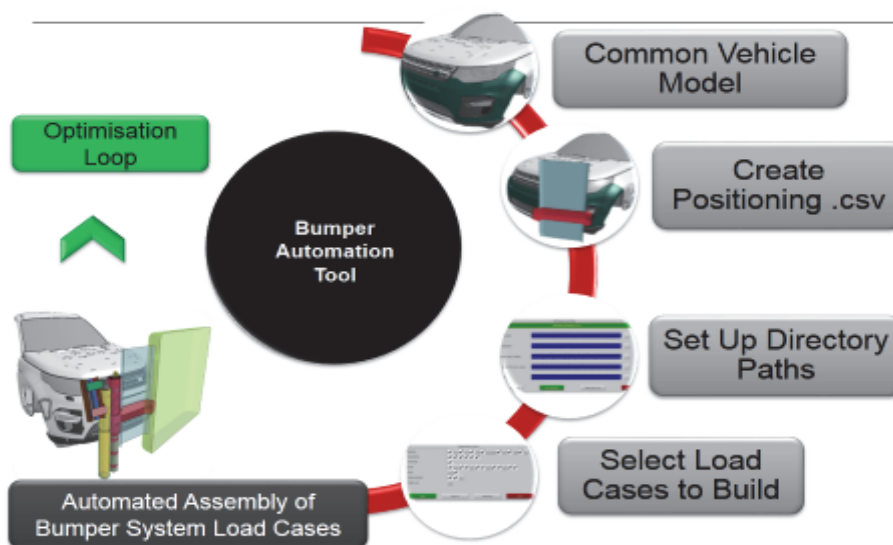 Common Vehicle
Model
Optimisation
Loop
Create
Positioning .csv
Bumper
Automation
Tool
Set Up Directory
Paths
Select Load
Cases to Build
Automated Assembly of
Bumper System Load Cases